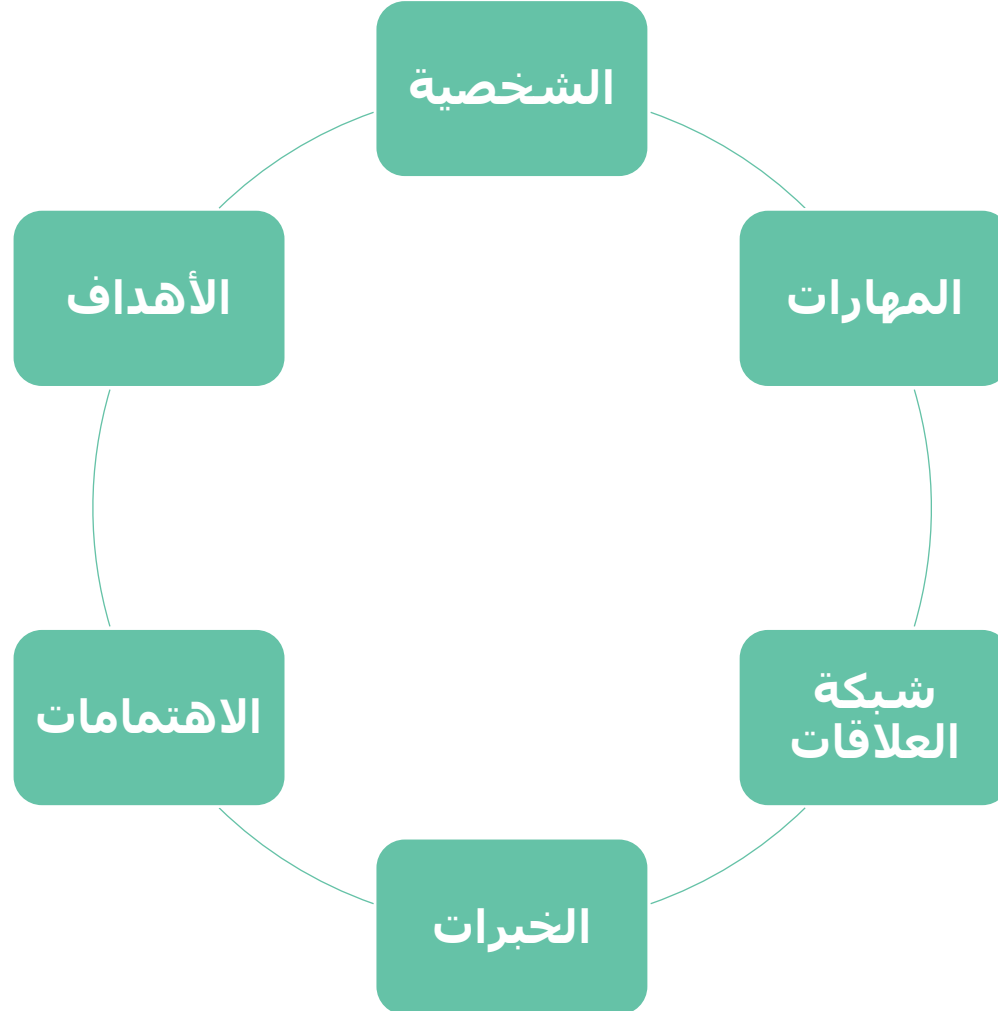 الشخصية
المهارات
شبكة
العلاقات
الخبرات
الاهتمامات
الأهداف